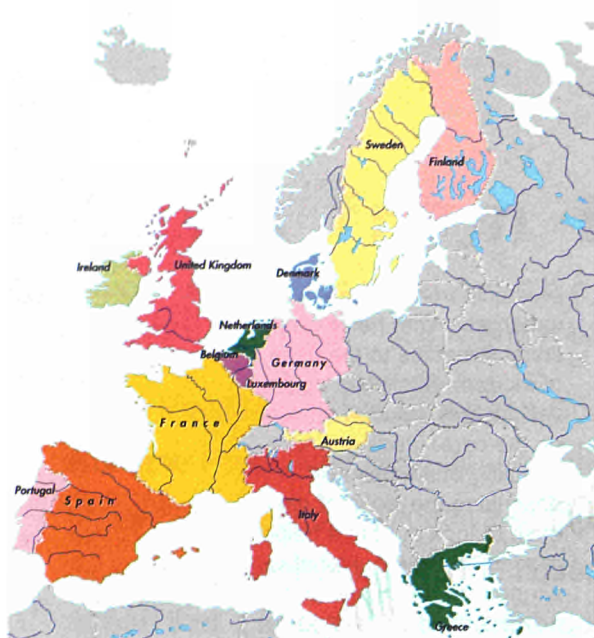 Sweden
Finland
Ireland
United Kingdom
Denmark
Netherlands
Belgium
Germany
Luxembourg
France
Austria
Portugal
Spain
Italy
Greece